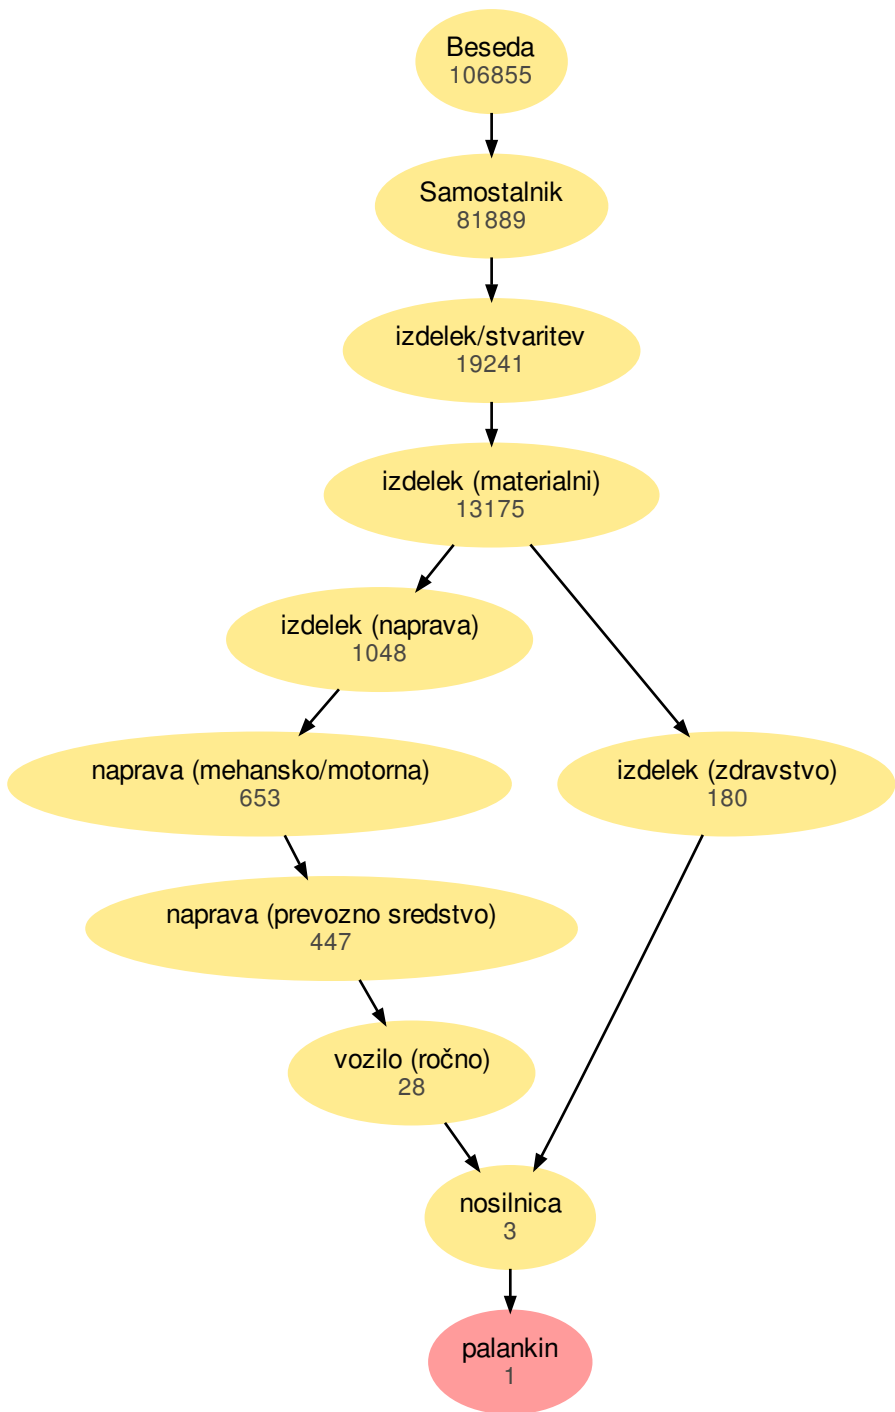 Beseda
106855
Samostalnik
81889
izdelek/stvaritev
19241
izdelek (materialni)
13175
izdelek (naprava)
1048
naprava (mehansko/motorna)
653
izdelek (zdravstvo)
180
naprava (prevozno sredstvo)
447
vozilo (ročno)
28
nosilnica
3
palankin
1